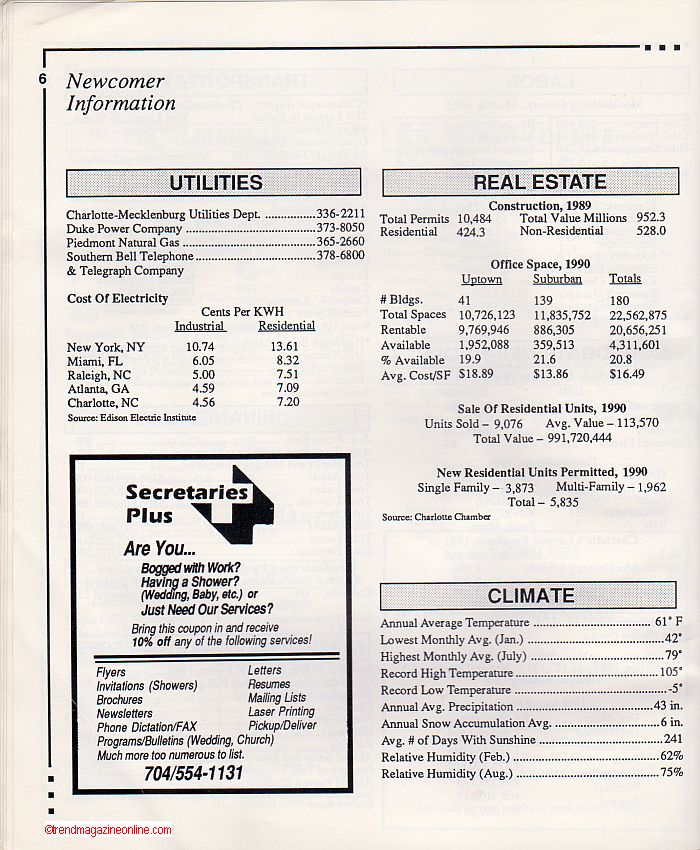 6
Newcomer
Information
UTILITIES
Charlotte-Mecklenburg Utilities Dept. ...............336-2211
Duke Power Company .......................................373-8050
Piedmont Natural Gas .........................................365-2660
Southern Bell Telephone.....................................378-6800
& Telegraph Company
Cost Of Electricity
Cents Per KWH
Industrial Residential
New York, NY 10.74 13.61
Miami, FL 6.05 8.32
Raleigh, NC 5.00 7.51
Atlanta, GA 4.59 7.09
Charlotte, NC 4.56 7.20
Source: Edison Electric Institute
Secretaries
Plus
Are You...
Bogged with Work?
Having a Shower?
(Wedding, Baby, etc.) or
Just Need Our Services?
Bring this coupon in and receive
10% off any of the following services!
Flyers Letters
Invitations (Showers) Resumes
Brochures Mailing Lists
Newsletters Laser Printing
Phone Dictation/FAX Pickup/Deliver
Programs/Bulletins (Wedding, Church)
Much more too numerous to list.
704/554-1131
REAL ESTATE
Construction, 1989
Total Permits 10,484 Total Value Millions 952.3
Residential 424.3 Non-Residential 528.0
Office Space, 1990
Uptown Suburban Totals
# Bldgs. 41 139 180
Total Spaces 10,726,123 11,835,752 22,562,875
Rentable 9,769,946 886,305 20,656,251
Available 1,952,088 359,513 4,311,601
% Available 19.9 21.6 20.8
Avg. Cost/SF $18.89 $13.86 $16.49
Sale Of Residential Units, 1990
Units Sold – 9,076 Avg. Value – 113,570
Total Value – 991,720,444
New Residential Units Permitted, 1990
Single Family – 3,873 Multi-Family – 1,962
Total – 5,835
Source: Charlotte Chamber
CLIMATE
Annual Average Temperature .............................. 61° F
Lowest Monthly Avg. (Jan.) ...................................42°
Highest Monthly Avg. (July) ..................................79°
Record High Temperature.....................................105°
Record Low Temperature .......................................-5°
Annual Avg. Precipitation ..................................43 in.
Annual Snow Accumulation Avg. .........................6 in.
Avg. # of Days With Sunshine ..............................241
Relative Humidity (Feb.) .....................................62%
Relative Humidity (Aug.) .....................................75%
©trendmagazineonline.com